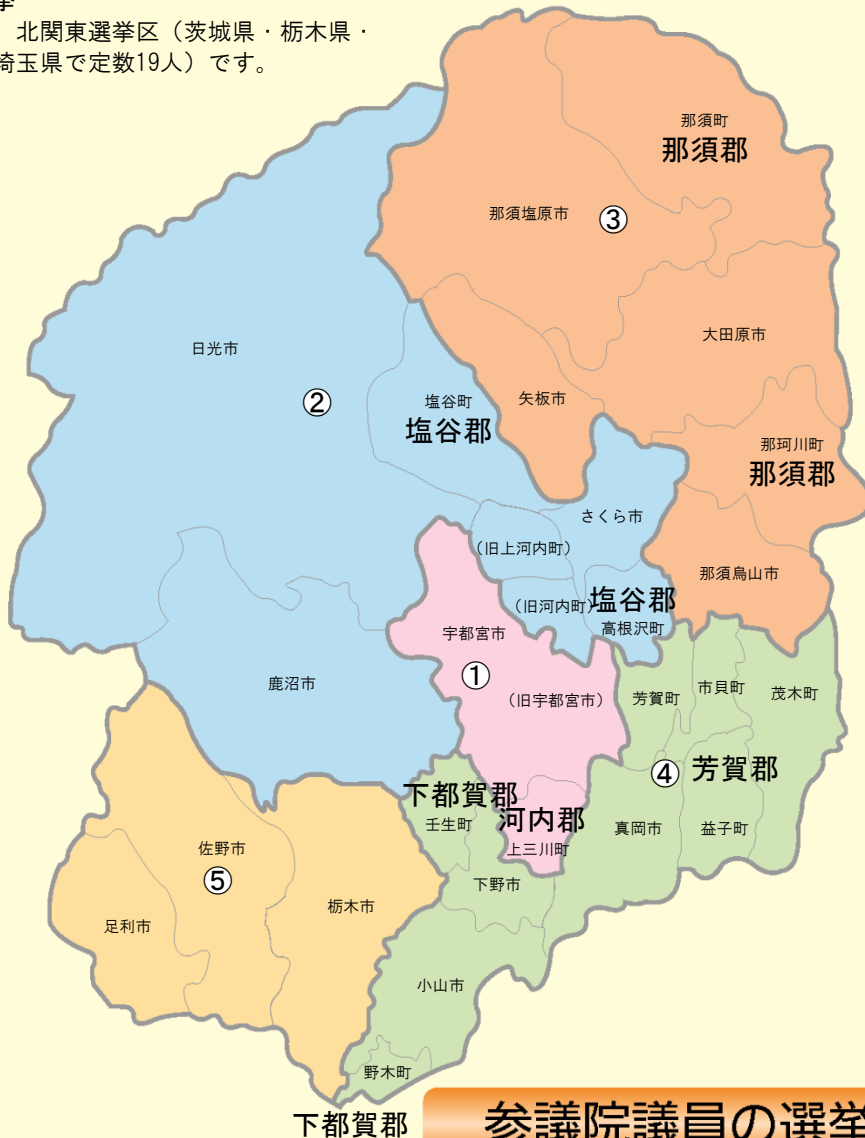 挙
北関東選挙区（茨城県・栃木県・
埼玉県で定数19人）です。
那須町
那須郡
那須塩原市
③
大田原市
日光市
②
塩谷町
塩谷郡
矢板市
那珂川町
那須郡
さくら市
（旧上河内町）
那須烏山市
（旧河内町）
塩谷郡
高根沢町
宇都宮市
①
（旧宇都宮市）
鹿沼市
芳賀町
市貝町
茂木町
④
芳賀郡
下都賀郡
壬生町
河内郡
上三川町
真岡市
益子町
佐野市
⑤
下野市
栃木市
足利市
小山市
野木町
下都賀郡
参議院議員の選挙